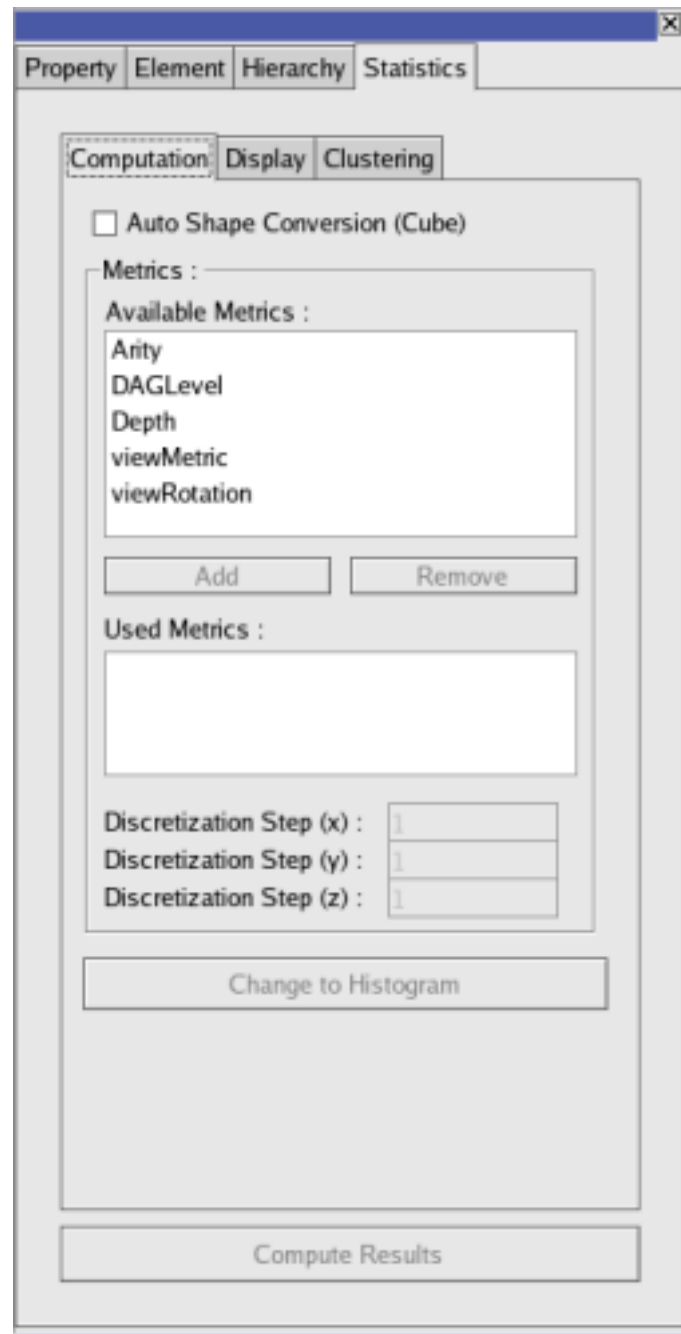 Property Element Hierarchy Statistics
Computation Display Clustering
Auto Shape Conversion (Cube)
Metrics :
Available Metrics :
Arity
DAGLevel
Depth
viewMetric
viewRotation
Add Remove
Used Metrics :
Discretization Step (x) : 1
Discretization Step (y) : 1
Discretization Step (z) : 1
Change to Histogram
Compute Results